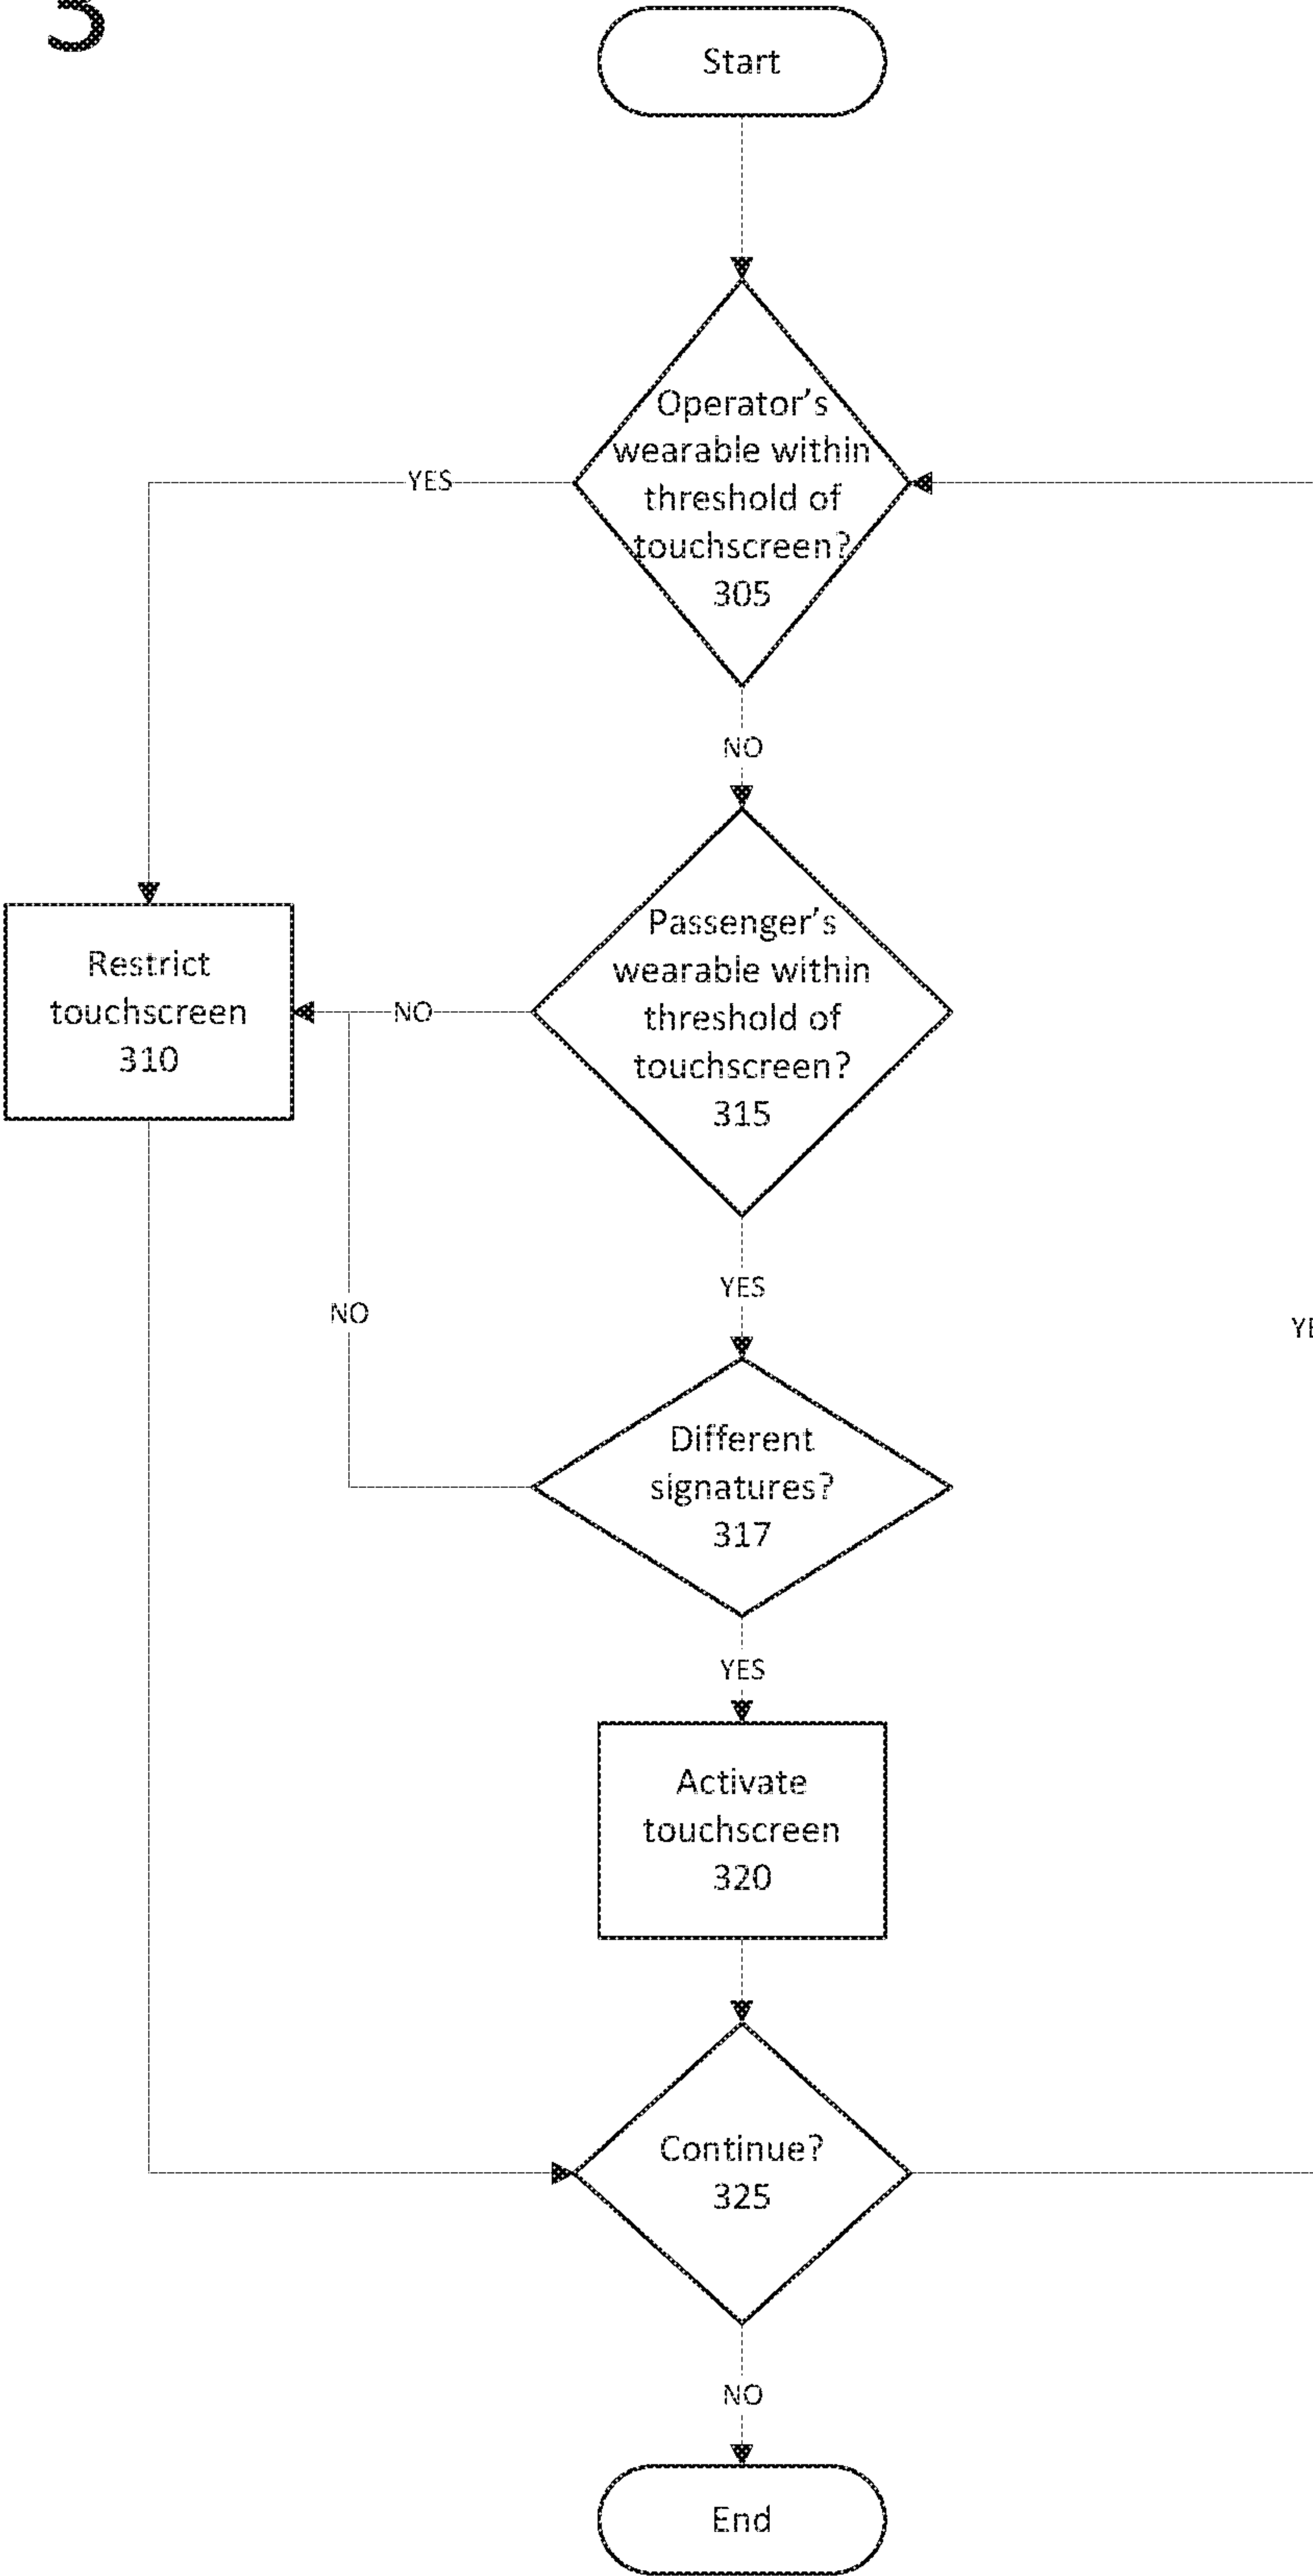 3
Start
Operator's
wearable within
threshold of
touchscreen?
305
YES
NO
Restrict
touchscreen
310
NO
Passenger's
wearable within
threshold of
touchscreen?
315
YES
NO
Different
signatures?
317
YES
Activate
touchscreen
320
Continue?
325
NO
End